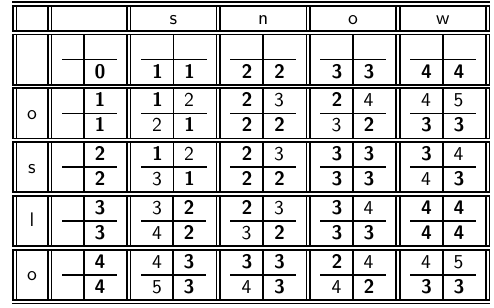 s n o w
0 1 1 2 2 3 3 4 4
1 1 2 2 3 2 4 4 5
o
1 2 1 2 2 3 2 3 3
2 1 2 2 3 3 3 3 4
s
2 3 1 2 2 3 3 4 3
3 3 2 2 3 3 4 4 4
l
3 4 2 3 2 3 3 4 4
4 4 3 3 3 2 4 4 5
o
4 5 3 4 3 4 2 3 3